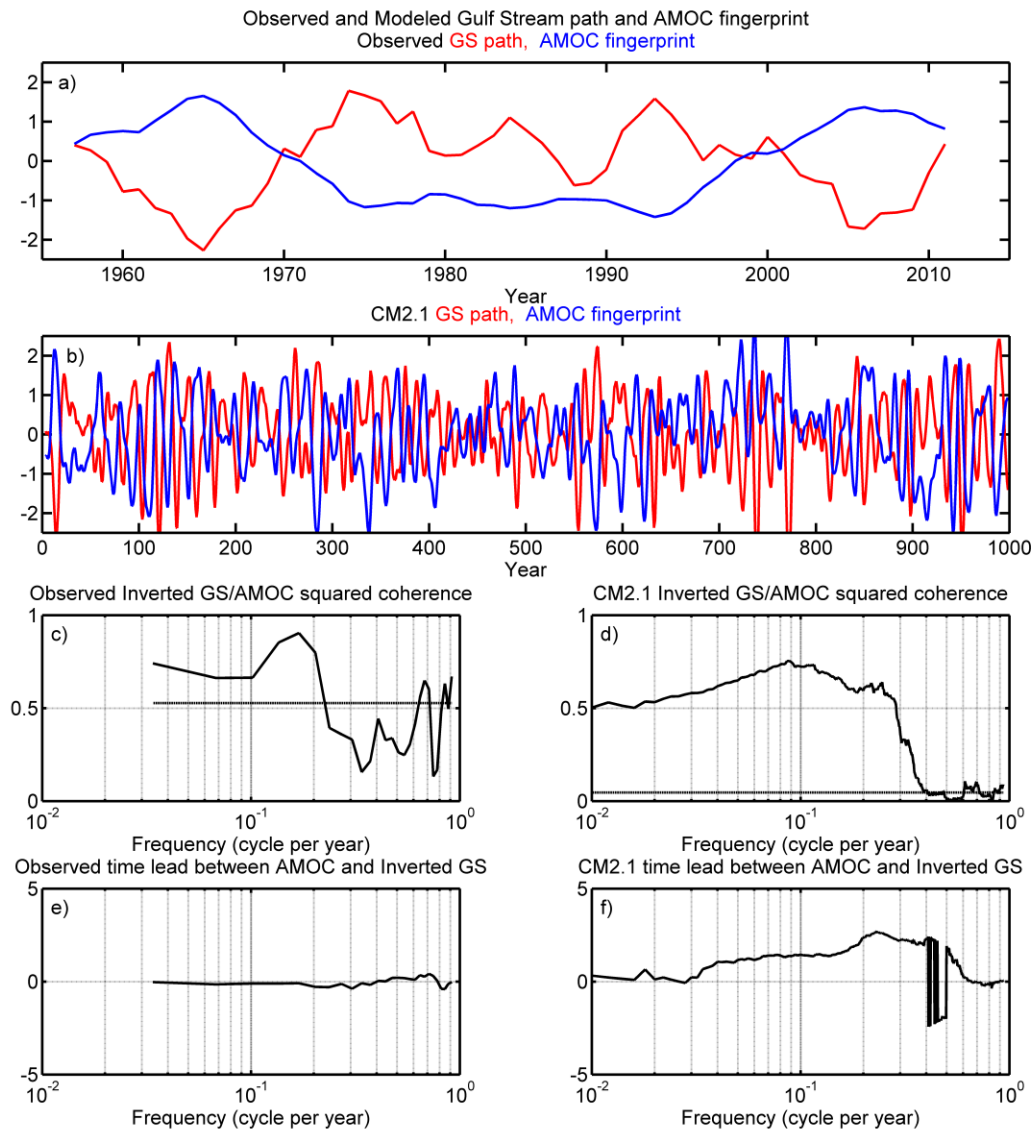 Observed and Modeled Gulf Stream path and AMOC fingerprint
Observed GS path, AMOC fingerprint
a)
2
1
0
-1
-2
1960 1970 1980 1990 2000 2010
Year
CM2.1 GS path, AMOC fingerprint
b)
2
1
0
-1
-2
0 100 200 300 400 500 600 700 800 900 1000
Year
Observed Inverted GS/AMOC squared coherence
c)
1
0.5
0
10^-2 10^-1 10^0
Frequency (cycle per year)
CM2.1 Inverted GS/AMOC squared coherence
d)
1
0.5
0
10^-2 10^-1 10^0
Frequency (cycle per year)
Observed time lead between AMOC and Inverted GS
e)
5
0
-5
10^-2 10^-1 10^0
Frequency (cycle per year)
CM2.1 time lead between AMOC and Inverted GS
f)
5
0
-5
10^-2 10^-1 10^0
Frequency (cycle per year)